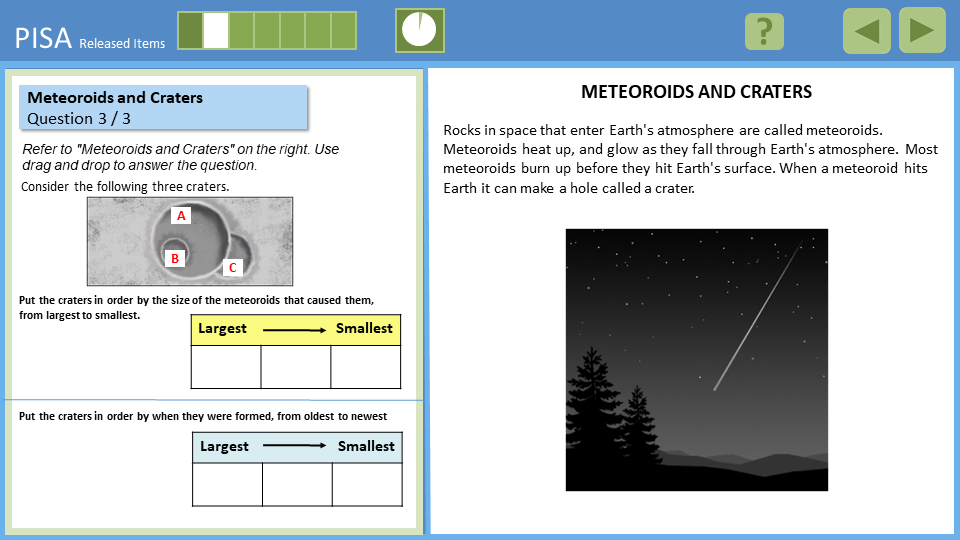 PISA Released Items
?
Meteoroids and Craters
Question 3 / 3
Refer to "Meteoroids and Craters" on the right. Use
drag and drop to answer the question.
Consider the following three craters.
A
B
C
Put the craters in order by the size of the meteoroids that caused them,
from largest to smallest.
Largest Smallest
Put the craters in order by when they were formed, from oldest to newest
Largest Smallest
METEOROIDS AND CRATERS
Rocks in space that enter Earth's atmosphere are called meteoroids.
Meteoroids heat up, and glow as they fall through Earth's atmosphere. Most
meteoroids burn up before they hit Earth's surface. When a meteoroid hits
Earth it can make a hole called a crater.